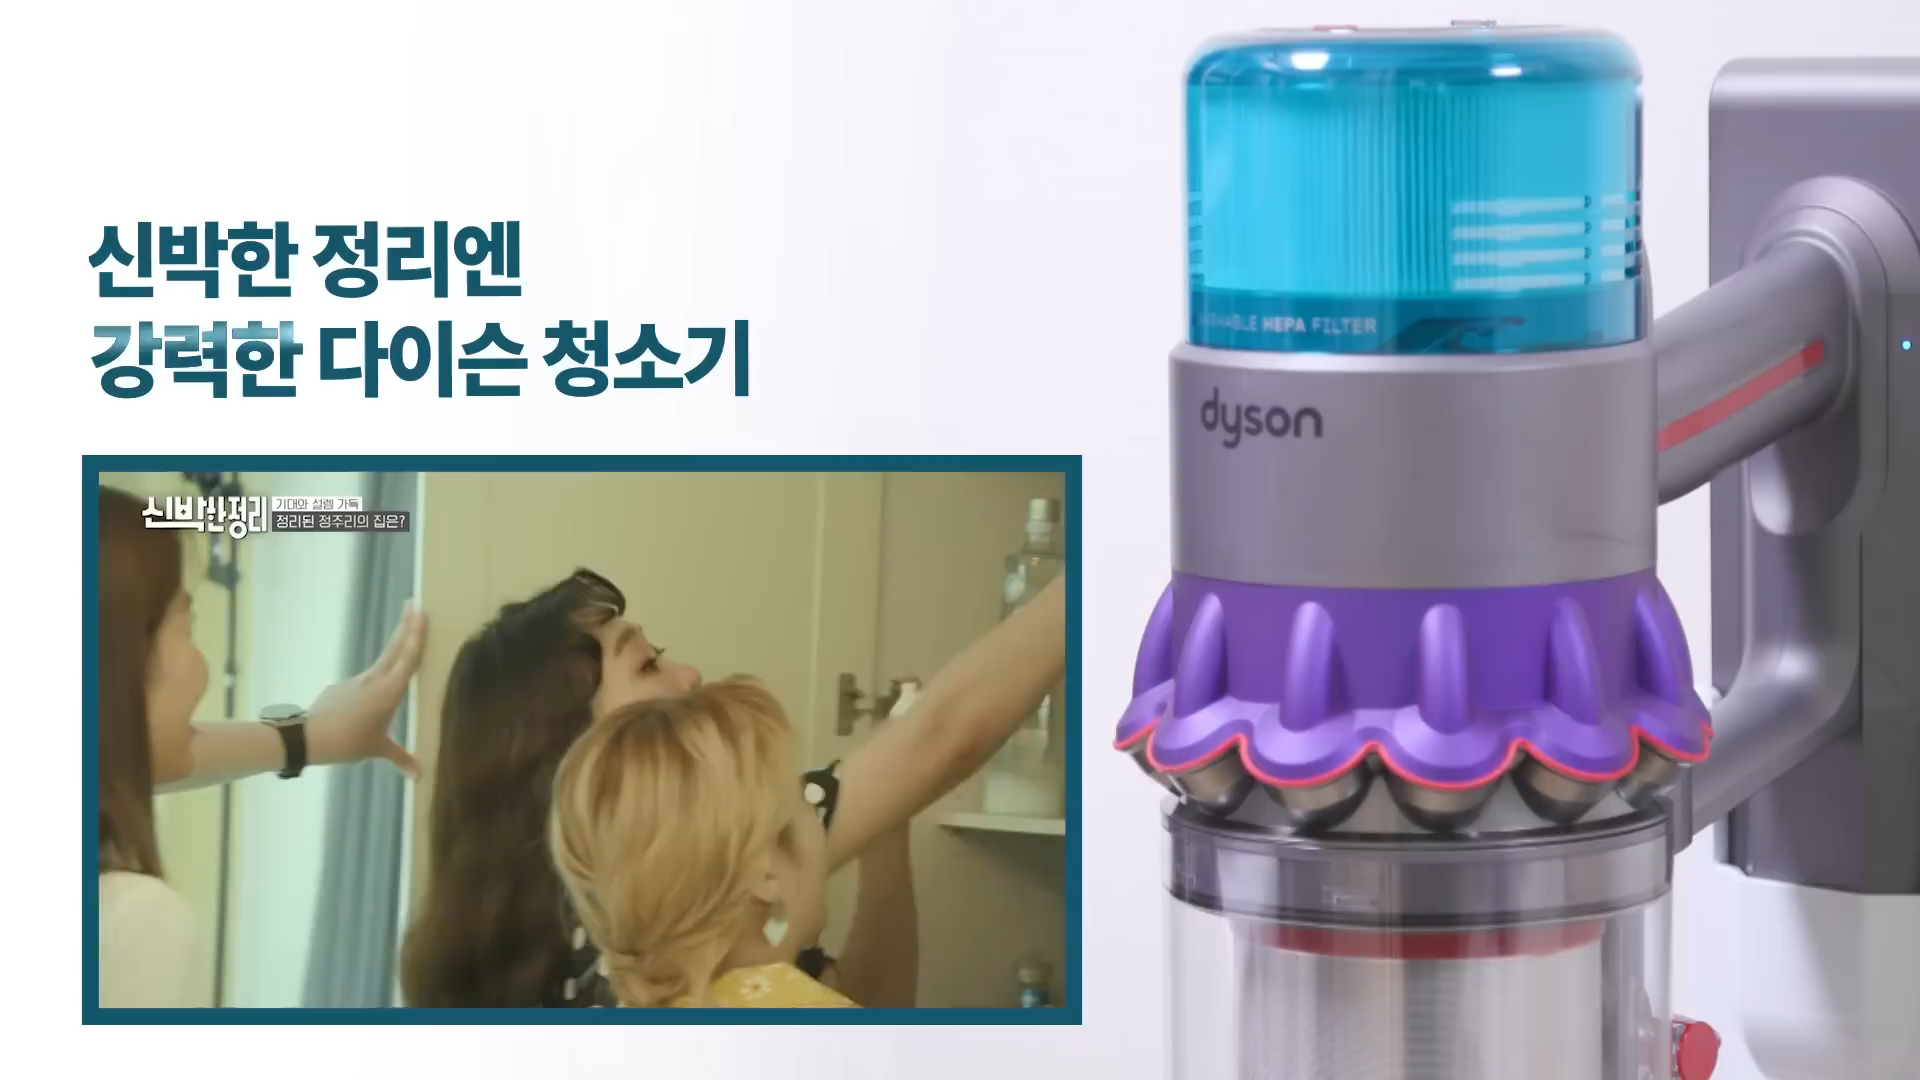 신박한 정리엔
강력한 다이슨 청소기
신박한정리
기대와 설렘 가득
정리된 정주리의 집은?
HEPA FILTER
dyson